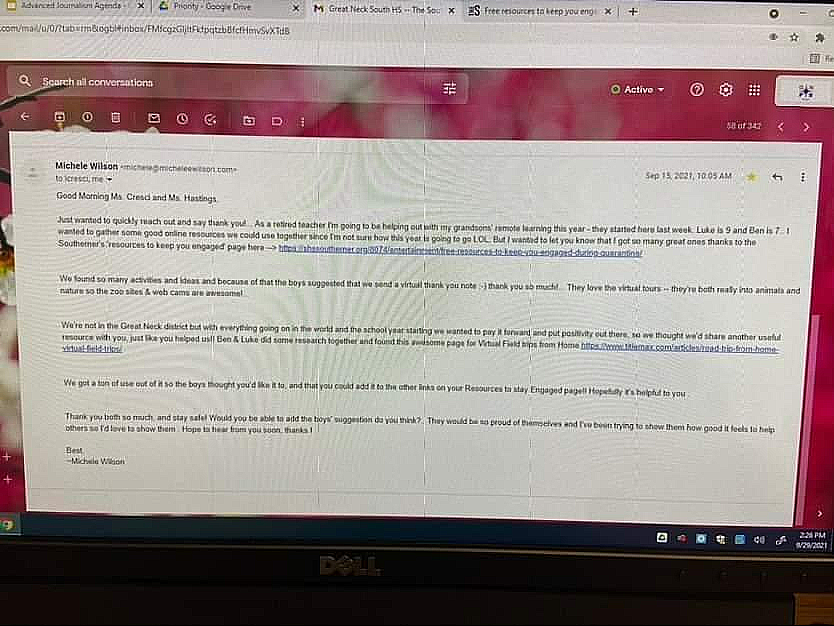 Advanced Journalism Agenda -
Priority - Google Drive
Great Neck South HS -- The Sou
Free resources to keep you eng
.com/mail/u/0/?tab=rm&ogbl#inbox/
Search all conversations
Active
58 of 342
Michele Wilson <michele@micheleewilson.com>
Sep 15, 2021, 10:05 AM
to lcresci, me
Good Morning Ms. Cresci and Ms. Hastings,
Just wanted to quickly reach out and say thank you!... As a retired teacher I'm going to be helping out with my grandsons' remote learning this year - they started here last week. Luke is 9 and Ben is 7.. I
wanted to gather some good online resources we could use together since I'm not sure how this year is going to go LOL. But I wanted to let you know that I got so many great ones thanks to the
Southerner's 'resources to keep you engaged' page here --> https://shssoutherner.org/8074/entertainment/free-resources-to-keep-you-engaged-during-quarantine/
We found so many activities and ideas and because of that the boys suggested that we send a virtual thank you note ;-) thank you so much!... They love the virtual tours -- they're both really into animals and
nature so the zoo sites & web cams are awesome!..
We're not in the Great Neck district but with everything going on in the world and the school year starting we wanted to pay it forward and put positivity out there, so we thought we'd share another useful
resource with you, just like you helped us!! Ben & Luke did some research together and found this awesome page for Virtual Field trips from Home https://www.titlemax.com/articles/road-trip-from-home-
virtual-field-trips/
We got a ton of use out of it so the boys thought you'd like it to, and that you could add it to the other links on your Resources to stay Engaged page!! Hopefully it's helpful to you .
Thank you both so much, and stay safe! Would you be able to add the boys' suggestion do you think?.. They would be so proud of themselves and I've been trying to show them how good it feels to help
others so I'd love to show them . Hope to hear from you soon, thanks !
Best,
~Michele Wilson
2:26 PM
9/29/2021
DELL